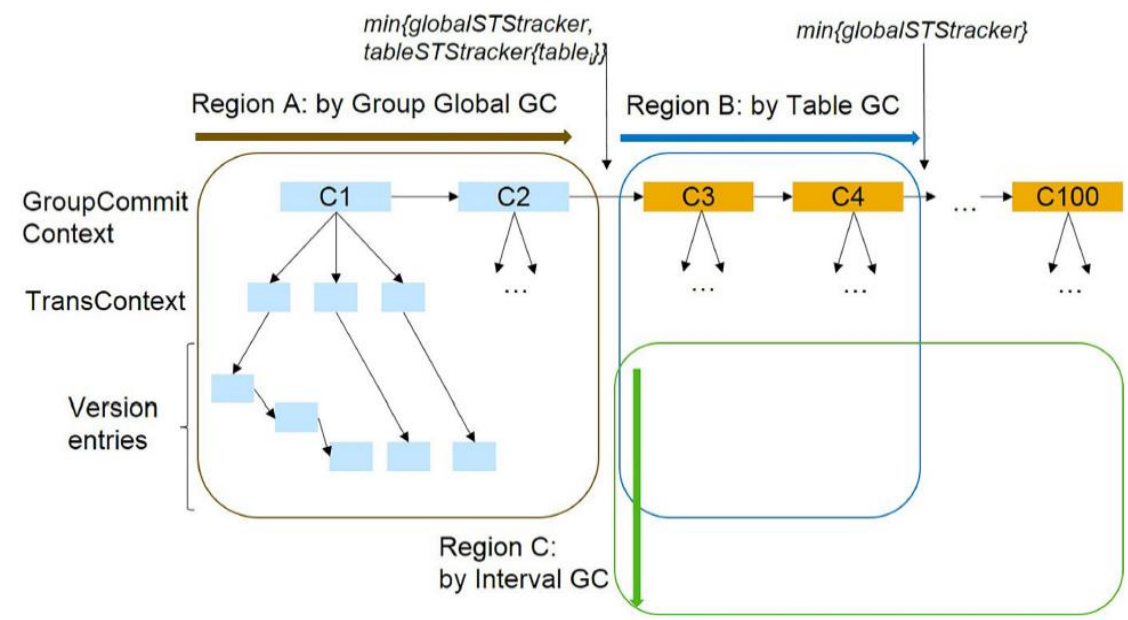 min{globalSTStracker,
tableSTStracker{tableᵢ}}
min{globalSTStracker}
Region A: by Group Global GC
Region B: by Table GC
GroupCommit
Context
C1
C2
C3
C4
...
C100
...
...
...
...
TransContext
Version
entries
Region C:
by Interval GC